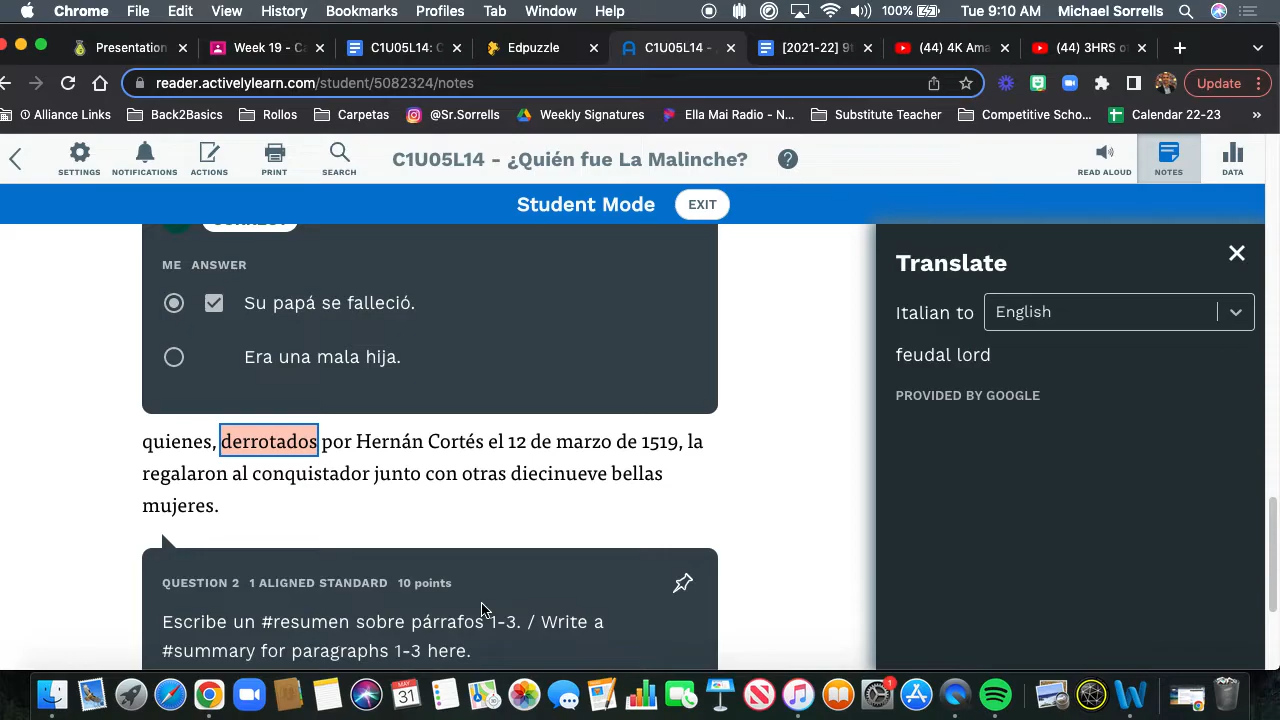 Chrome File Edit View History Bookmarks Profiles Tab Window Help 100% Tue 9:10 AM Michael Sorrells
Presentation Week 19 - Ca C1U05L14: C Edpuzzle C1U05L14 - [2021-22] 9t (44) 4K Ama (44) 3HRS o
reader.activelylearn.com/student/5082324/notes Update
Alliance Links Back2Basics Rollos Carpetas @Sr.Sorrells Weekly Signatures Ella Mai Radio - N... Substitute Teacher Competitive Scho... Calendar 22-23 »
SETTINGS NOTIFICATIONS ACTIONS PRINT SEARCH C1U05L14 - ¿Quién fue La Malinche? ? READ ALOUD NOTES DATA
Student Mode EXIT
ME ANSWER
Su papá se falleció.
Era una mala hija.
quienes, derrotados por Hernán Cortés el 12 de marzo de 1519, la
regalaron al conquistador junto con otras diecinueve bellas
mujeres.
QUESTION 2 1 ALIGNED STANDARD 10 points
Escribe un #resumen sobre párrafos 1-3. / Write a
#summary for paragraphs 1-3 here.
Translate
Italian to English
feudal lord
PROVIDED BY GOOGLE
MAY
31
1